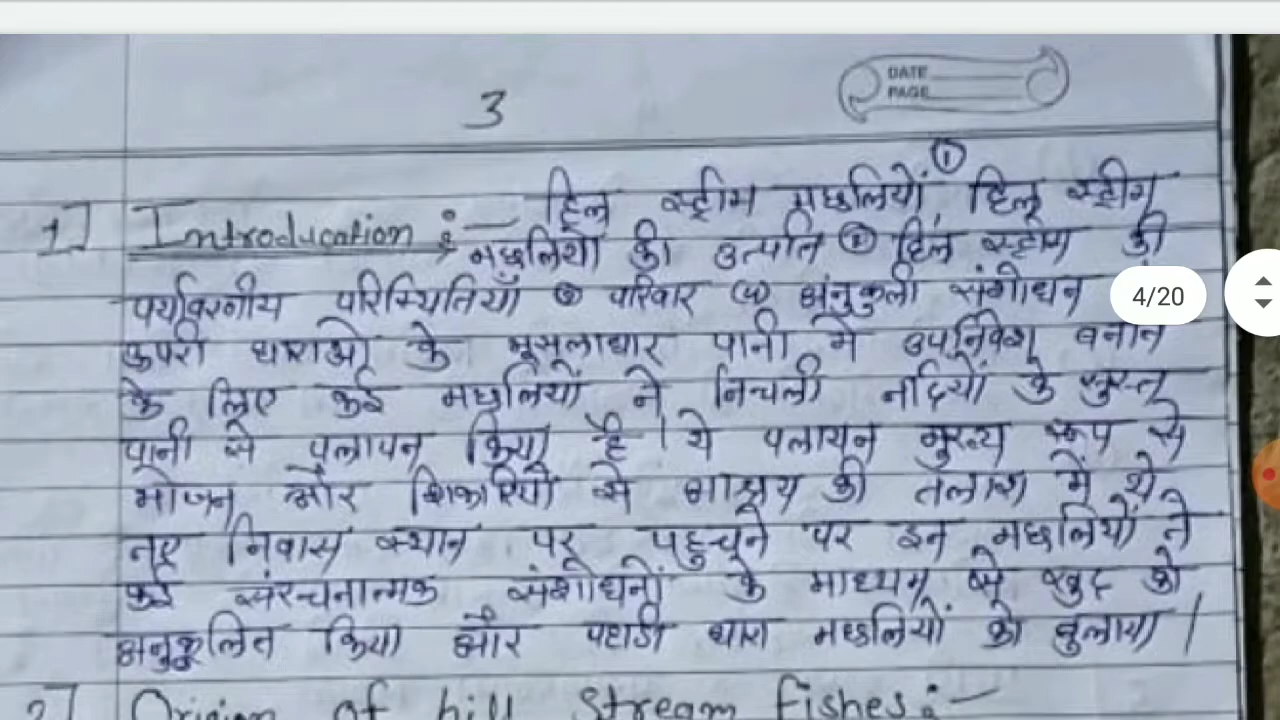 DATE
PAGE
3
①
हिल स्ट्रीम मछलियों, हिल स्ट्रीम
1] Introducation :- मछलियों की उत्पति ② हिल स्ट्रीम की
पर्यावरणीय परिस्थितियाँ ③ परिवार (4) अंनुकुली संशोधन
ऊपरी धाराओं के मूसलाधार पानी में उपनिवेश बनाने
के लिए कई मछलियों ने निचली नदियों के सुस्त
पानी से पलायन किया है। ये पलायन मुख्य रूप से
भोजन और शिकारियों से आश्रय की तलाश में थे,
नए निवास स्थान पर पहुचने पर इन मछलियों ने
कई संरचनात्मक संशोधनों के माध्यम से खुद को
अनुकूलित किया और पहाडी धारा मछलियों को बुलाया।
4/20
2] Origion of hill stream fishes:-